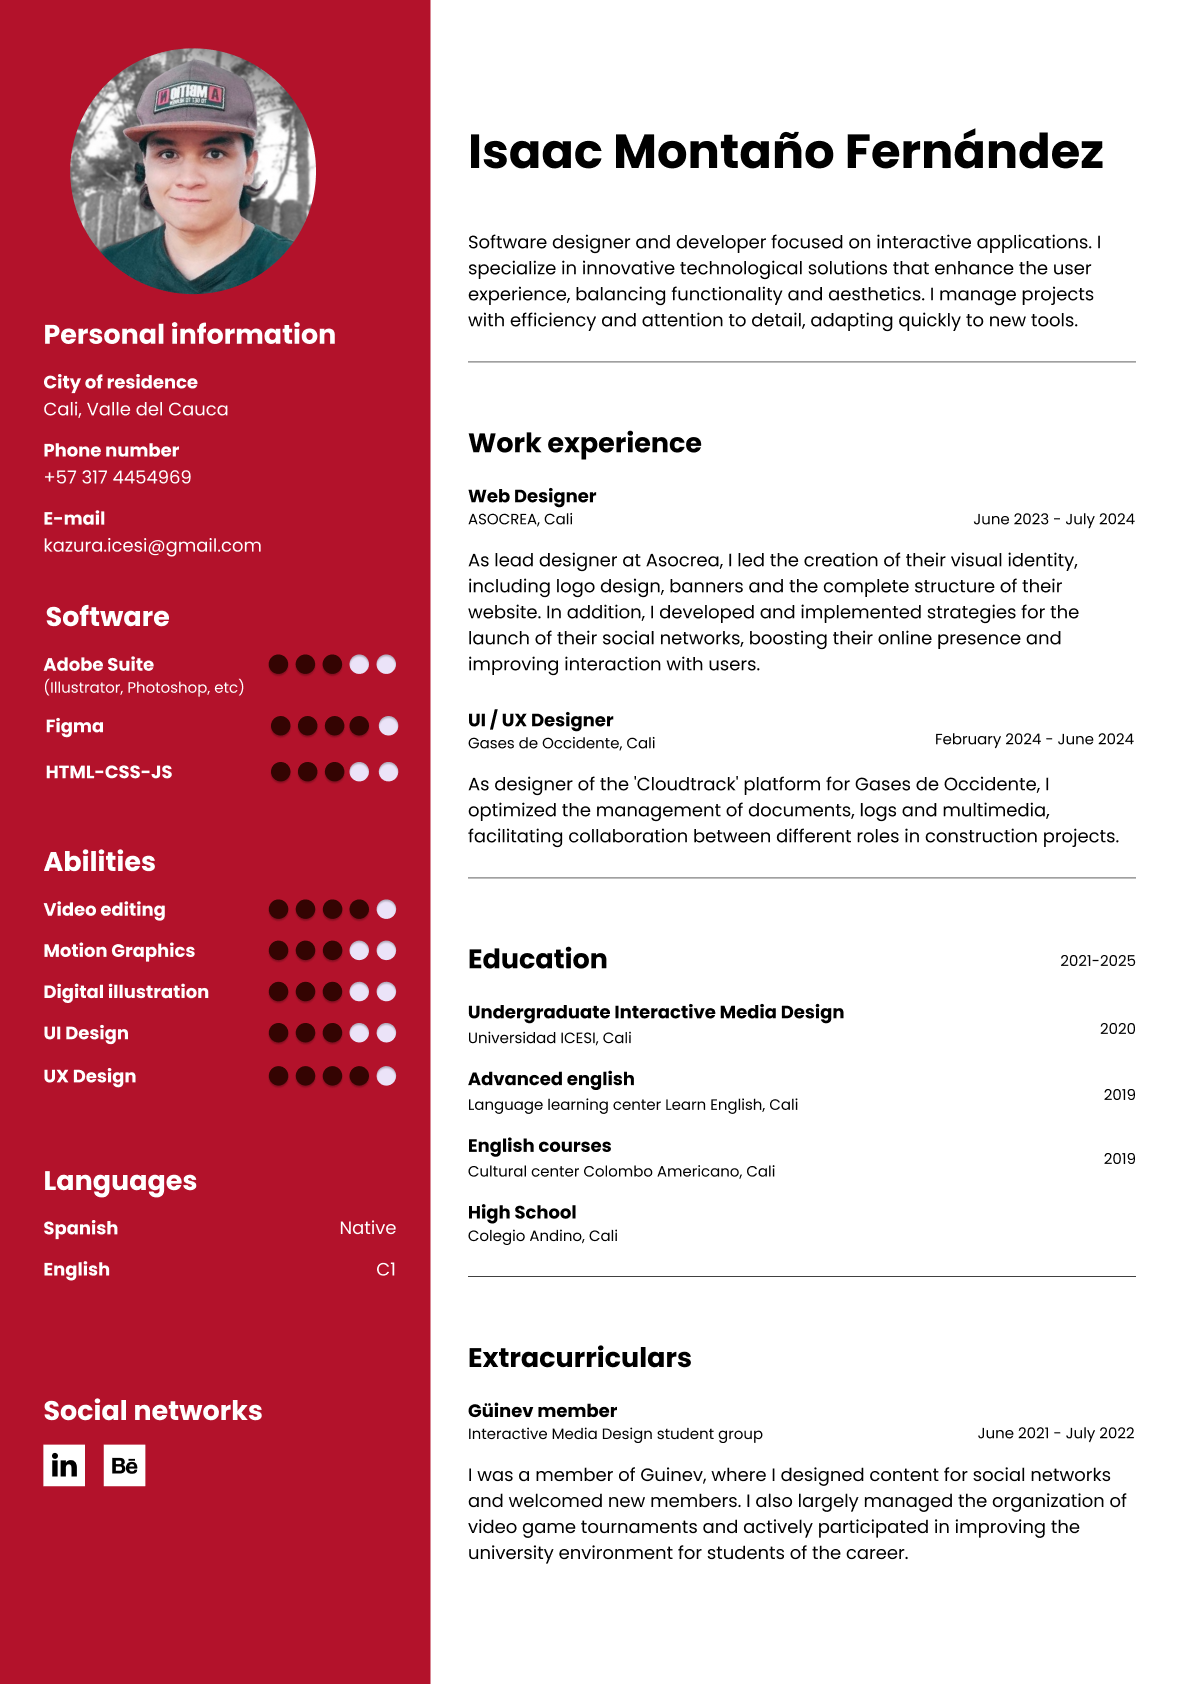 Personal information
City of residence
Cali, Valle del Cauca
Phone number
+57 317 4454969
E-mail
kazura.icesi@gmail.com
Software
Adobe Suite
(Illustrator, Photoshop, etc)
Figma
HTML-CSS-JS
Abilities
Video editing
Motion Graphics
Digital illustration
UI Design
UX Design
Languages
Spanish Native
English C1
Social networks
in Bē
Isaac Montaño Fernández
Software designer and developer focused on interactive applications. I
specialize in innovative technological solutions that enhance the user
experience, balancing functionality and aesthetics. I manage projects
with efficiency and attention to detail, adapting quickly to new tools.
Work experience
Web Designer
ASOCREA, Cali June 2023 - July 2024
As lead designer at Asocrea, I led the creation of their visual identity,
including logo design, banners and the complete structure of their
website. In addition, I developed and implemented strategies for the
launch of their social networks, boosting their online presence and
improving interaction with users.
UI / UX Designer
Gases de Occidente, Cali February 2024 - June 2024
As designer of the 'Cloudtrack' platform for Gases de Occidente, I
optimized the management of documents, logs and multimedia,
facilitating collaboration between different roles in construction projects.
Education 2021-2025
Undergraduate Interactive Media Design
Universidad ICESI, Cali 2020
Advanced english
Language learning center Learn English, Cali 2019
English courses
Cultural center Colombo Americano, Cali 2019
High School
Colegio Andino, Cali
Extracurriculars
Güinev member
Interactive Media Design student group June 2021 - July 2022
I was a member of Guinev, where I designed content for social networks
and welcomed new members. I also largely managed the organization of
video game tournaments and actively participated in improving the
university environment for students of the career.